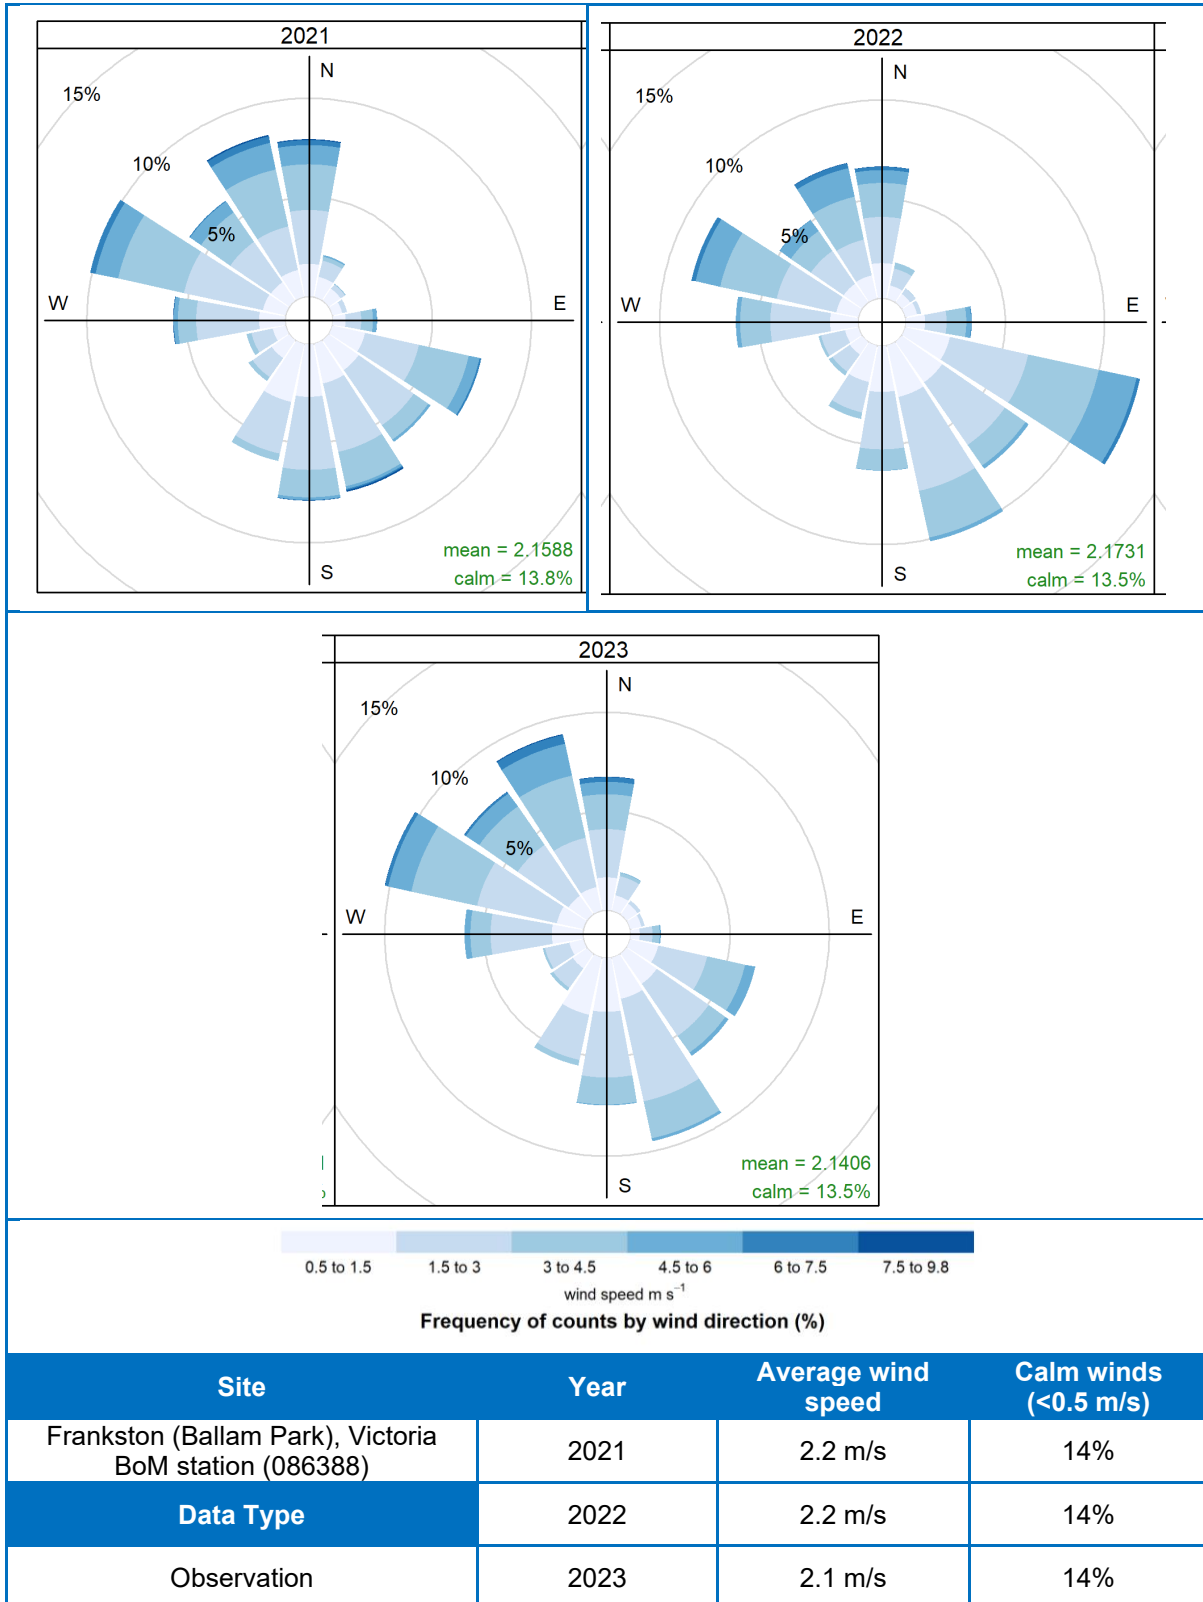 2021
N
15%
10%
5%
W
E
S
mean = 2.1588
calm = 13.8%
2022
N
15%
10%
5%
W
E
S
mean = 2.1731
calm = 13.5%
2023
N
15%
10%
5%
W
E
S
mean = 2.1406
calm = 13.5%
0.5 to 1.5 1.5 to 3 3 to 4.5 4.5 to 6 6 to 7.5 7.5 to 9.8
wind speed m s⁻¹
Frequency of counts by wind direction (%)
Site Year Average wind speed Calm winds (<0.5 m/s)
Frankston (Ballam Park), Victoria
BoM station (086388)
2021 2.2 m/s 14%
Data Type 2022 2.2 m/s 14%
Observation 2023 2.1 m/s 14%